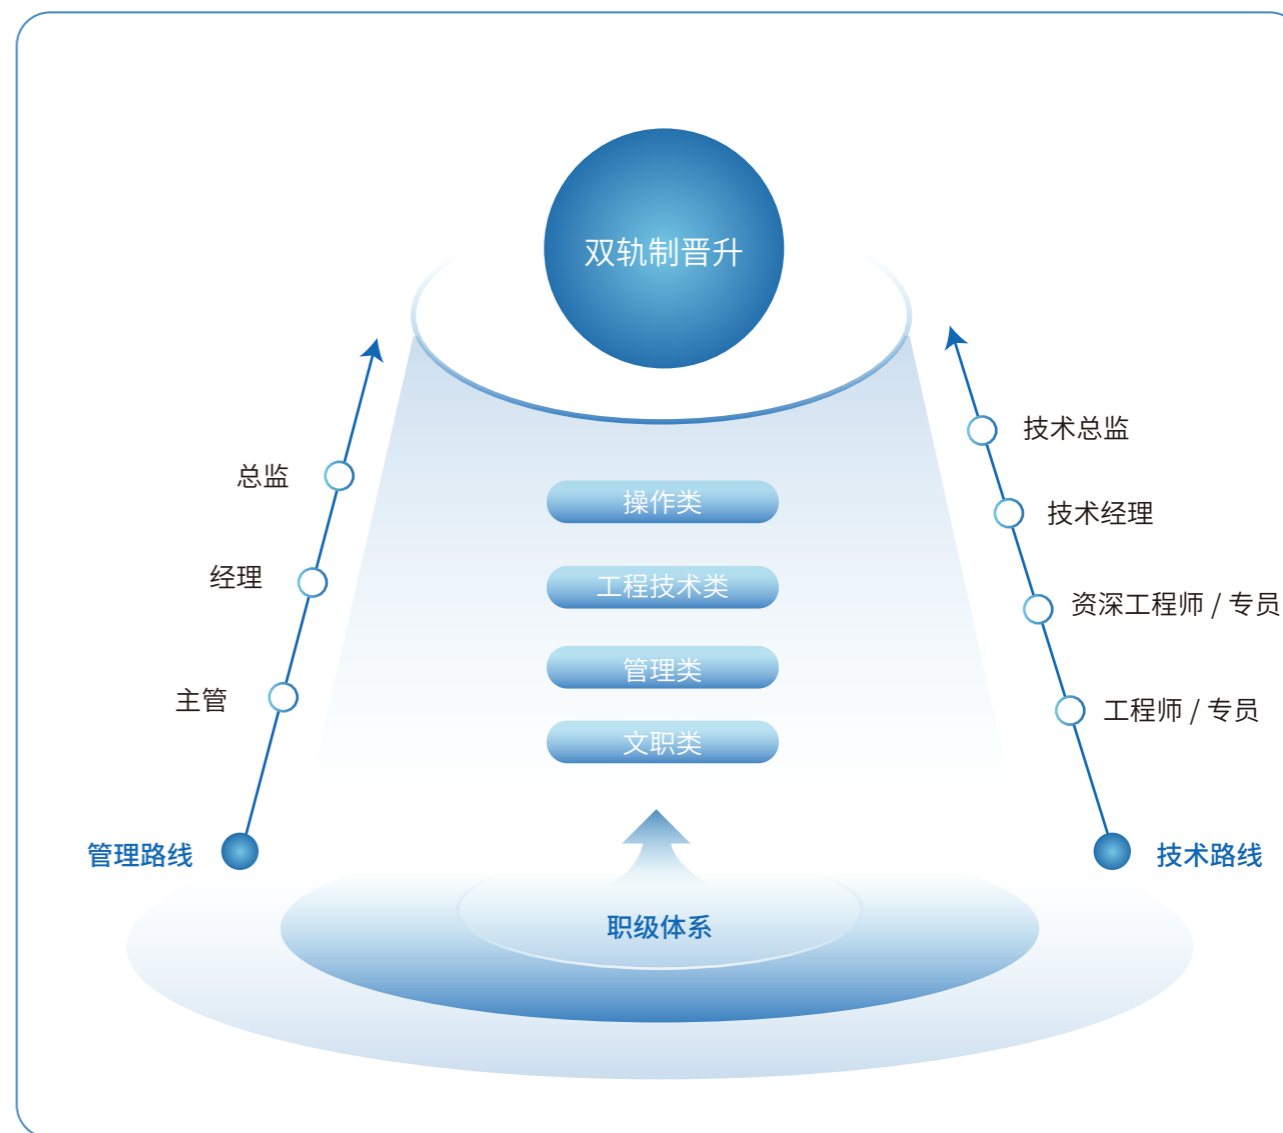 双轨制晋升
总监
经理
主管
管理路线
操作类
工程技术类
管理类
文职类
职级体系
技术总监
技术经理
资深工程师 / 专员
工程师 / 专员
技术路线